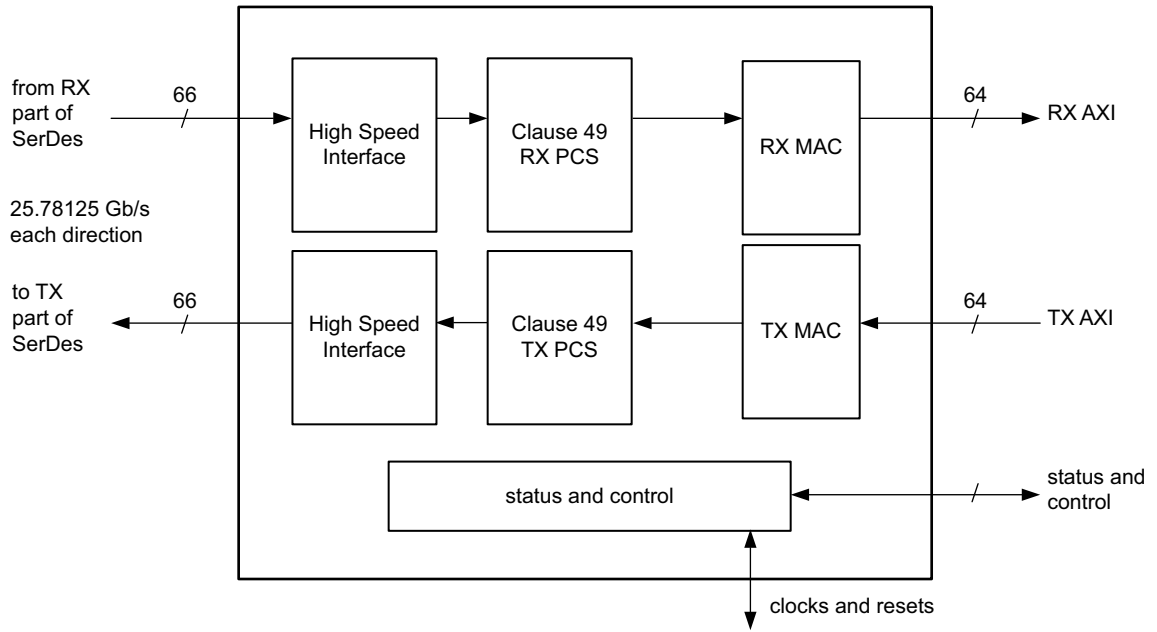 from RX
part of
SerDes
66
High Speed
Interface
Clause 49
RX PCS
RX MAC
64
RX AXI
25.78125 Gb/s
each direction
to TX
part of
SerDes
66
High Speed
Interface
Clause 49
TX PCS
TX MAC
64
TX AXI
status and control
status and
control
clocks and resets